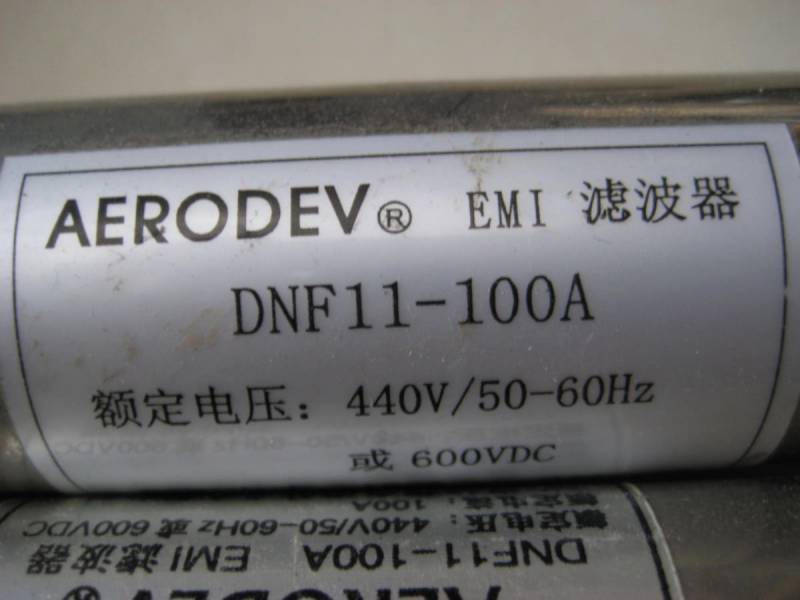 AERODEV® EMI 滤波器
DNF11-100A
额定电压: 440V/50-60Hz
或 600VDC
AERODEV®
DNF11-100A EMI 滤波器
额定电压: 440V/50-60Hz 或 600VDC
额定电流: 100A